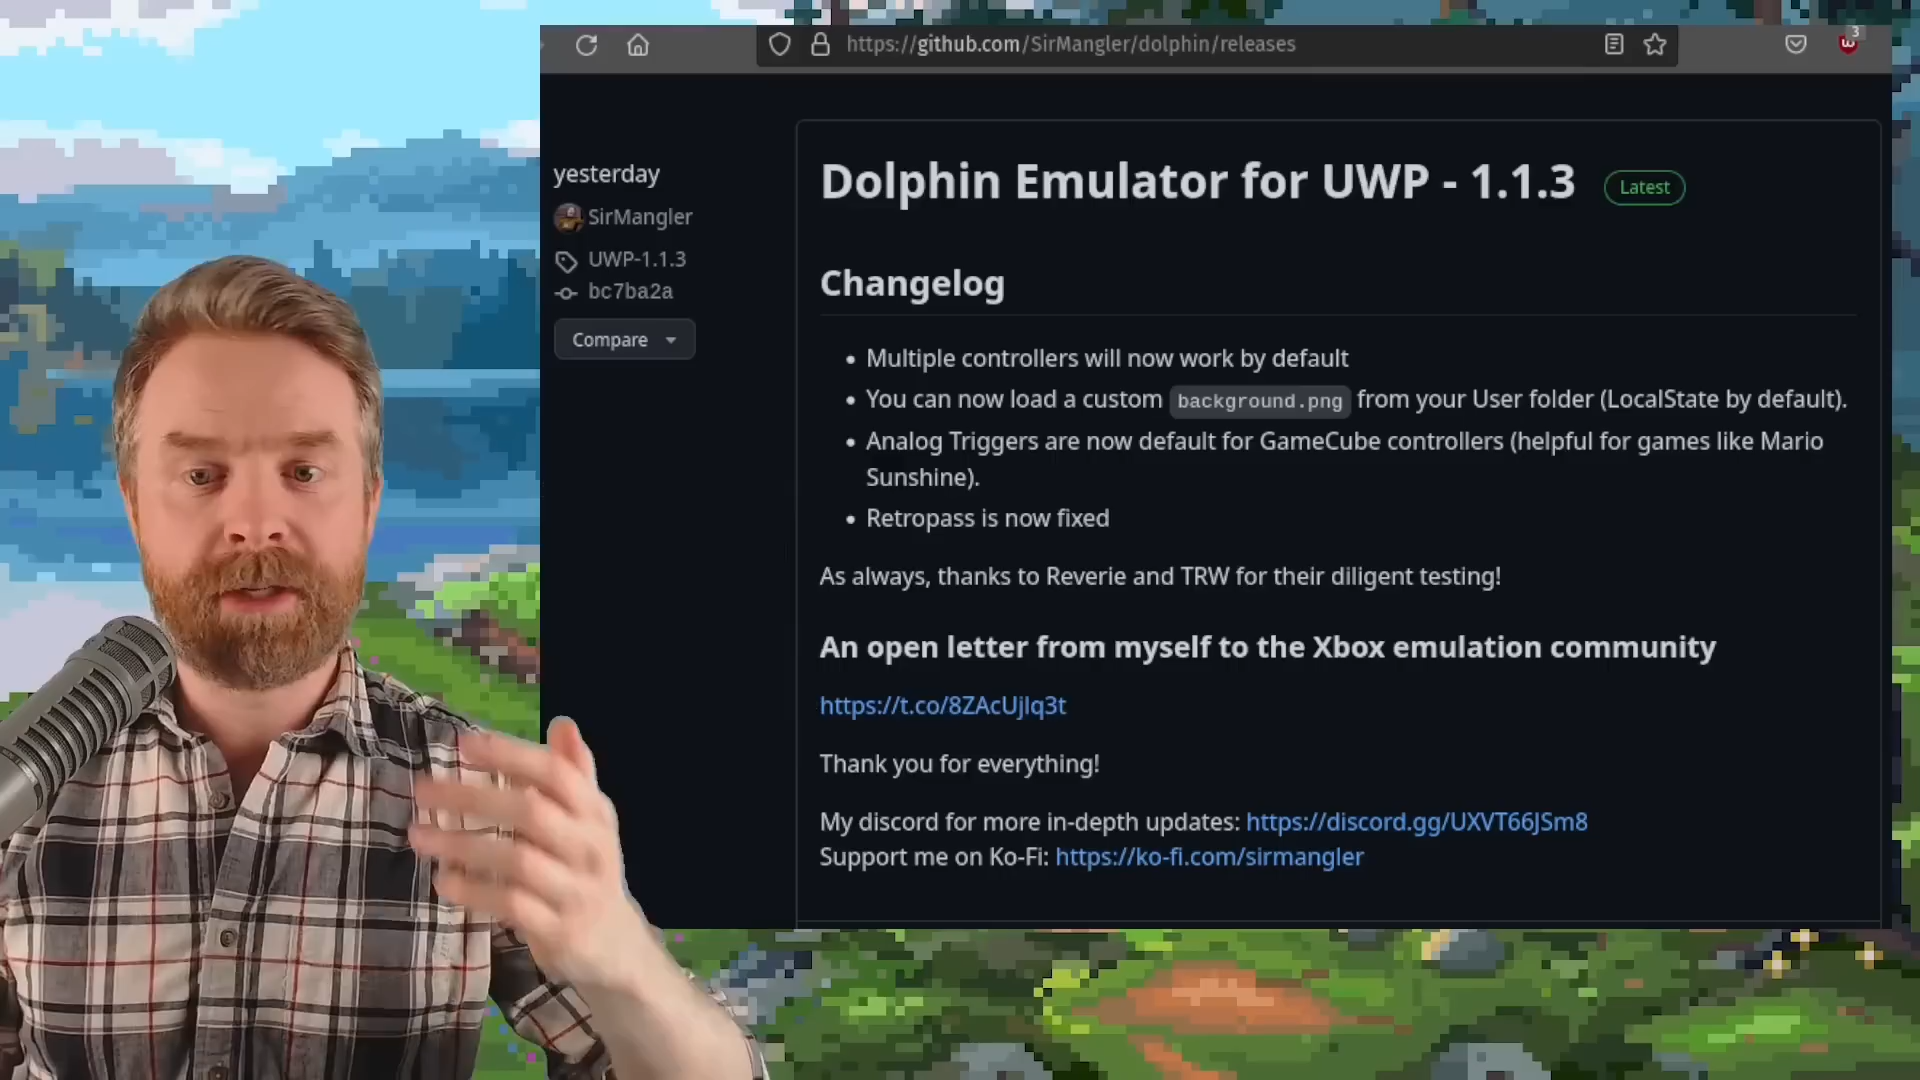 https://github.com/SirMangler/dolphin/releases
3
yesterday
SirMangler
UWP-1.1.3
bc7ba2a
Compare
Dolphin Emulator for UWP - 1.1.3 Latest
Changelog
• Multiple controllers will now work by default
• You can now load a custom background.png from your User folder (LocalState by default).
• Analog Triggers are now default for GameCube controllers (helpful for games like Mario
Sunshine).
• Retropass is now fixed
As always, thanks to Reverie and TRW for their diligent testing!
An open letter from myself to the Xbox emulation community
https://t.co/8ZAcUjlq3t
Thank you for everything!
My discord for more in-depth updates: https://discord.gg/UXVT66JSm8
Support me on Ko-Fi: https://ko-fi.com/sirmangler